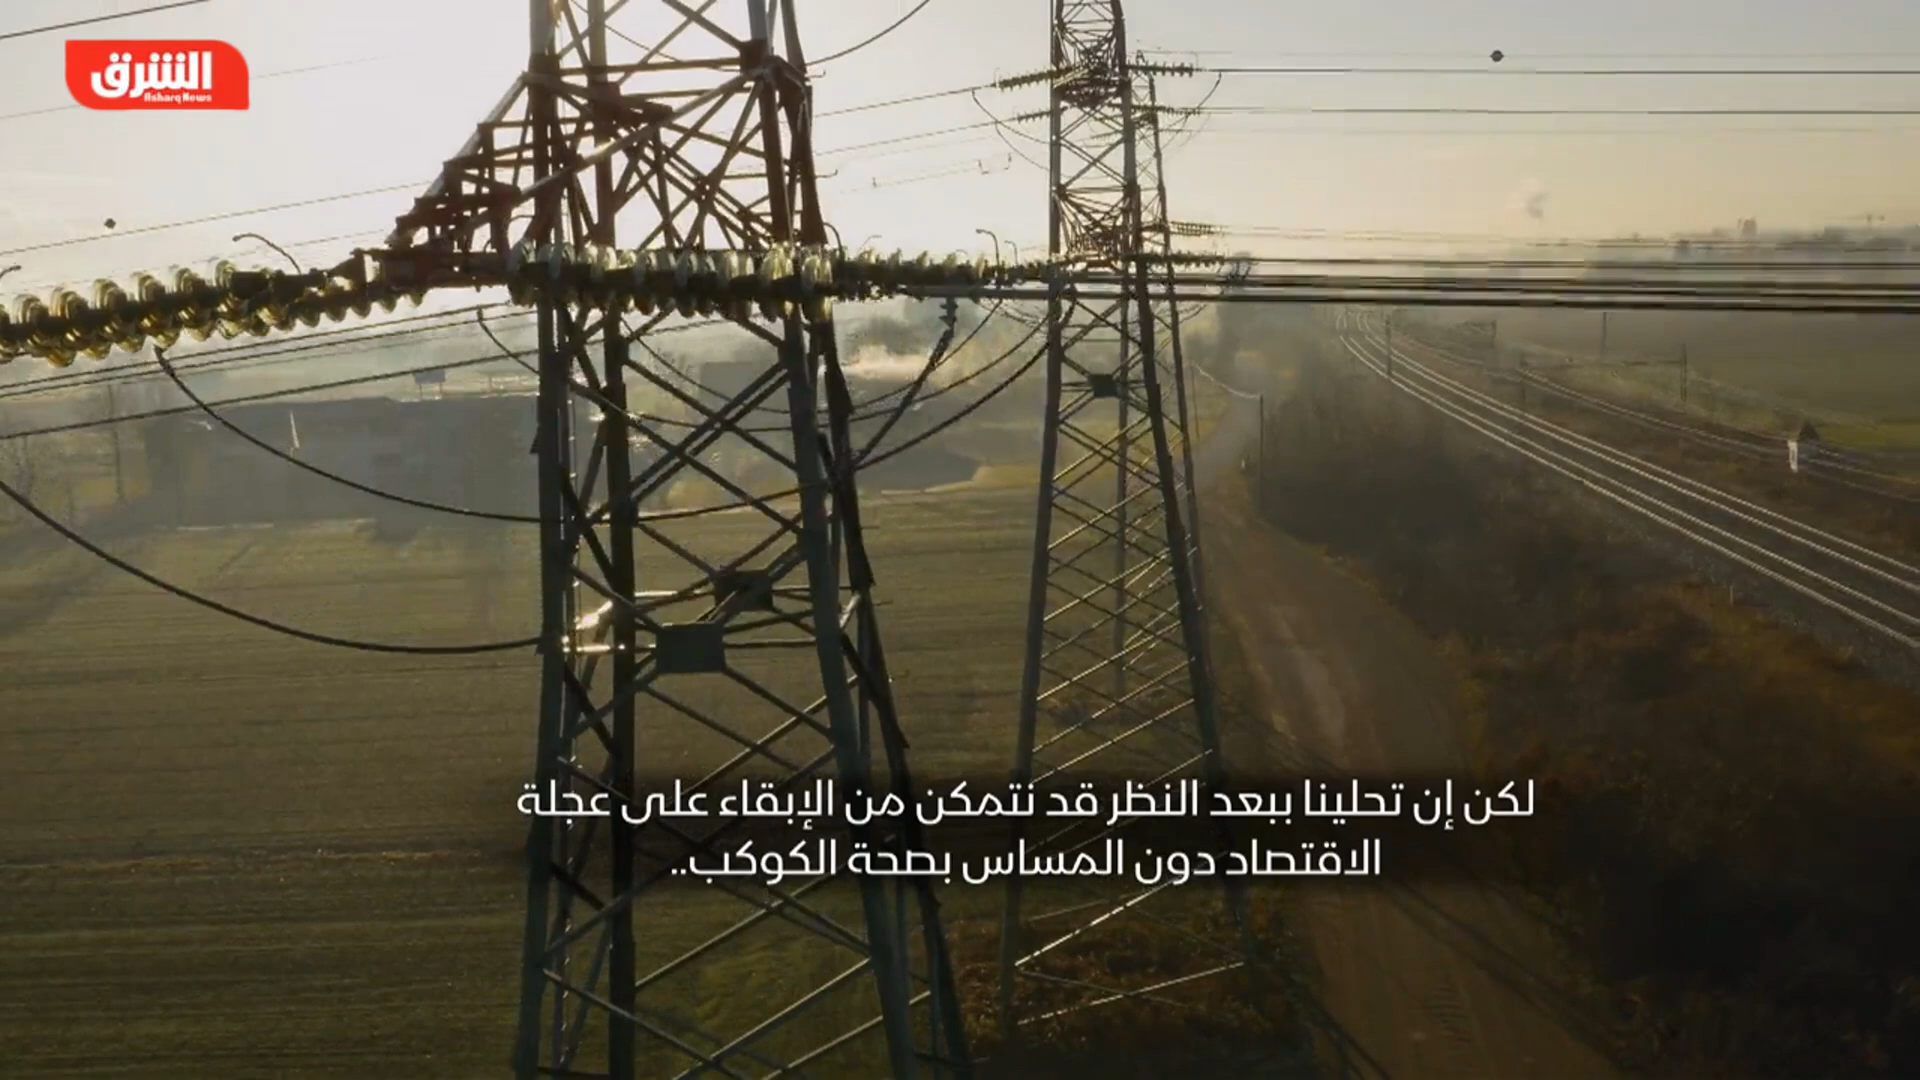 الشرق
Asharq News
لكن إن تحلينا ببعد النظر قد نتمكن من الإبقاء على عجلة
الاقتصاد دون المساس بصحة الكوكب..